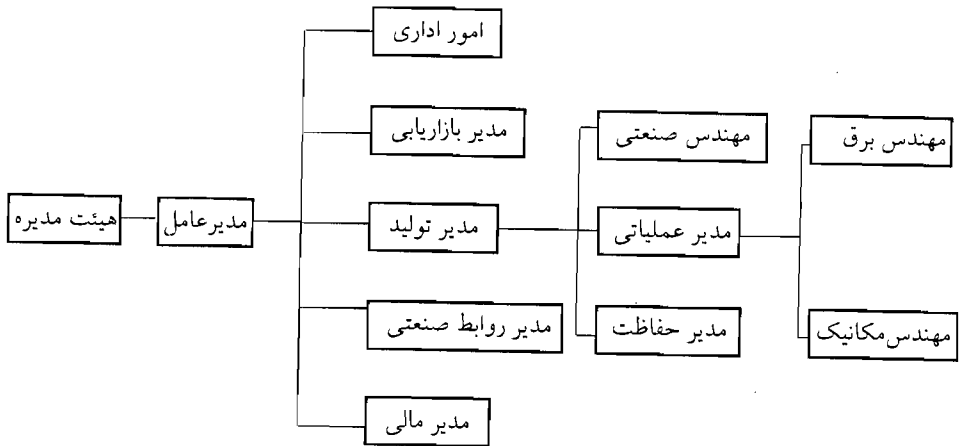 هیئت مدیره
مدیرعامل
امور اداری
مدیر بازاریابی
مدیر تولید
مدیر روابط صنعتی
مدیر مالی
مهندس صنعتی
مدیر عملیاتی
مدیر حفاظت
مهندس برق
مهندس مکانیک